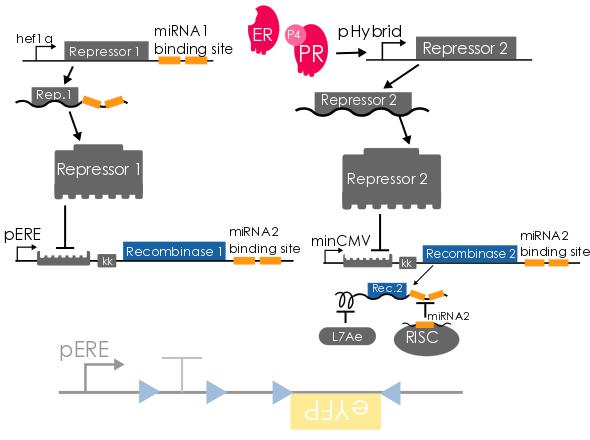 hef1a
Repressor 1
miRNA1
binding site
ER
P4
PR
pHybrid
Repressor 2
Rep.1
Repressor 2
Repressor 1
Repressor 2
pERE
kk
Recombinase 1
miRNA2
binding site
minCMV
kk
Recombinase 2
miRNA2
binding site
Rec.2
L7Ae
miRNA2
RISC
pERE
eYFP